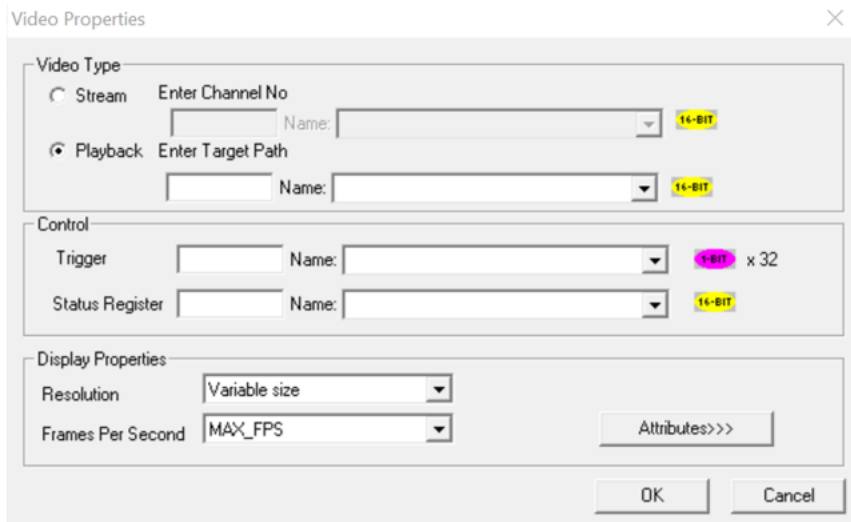 Video Properties
Video Type
Stream Enter Channel No
Name: 16-BIT
Playback Enter Target Path
Name: 16-BIT
Control
Trigger Name: 1-BIT x 32
Status Register Name: 16-BIT
Display Properties
Resolution Variable size
Frames Per Second MAX_FPS Attributes>>>
OK Cancel